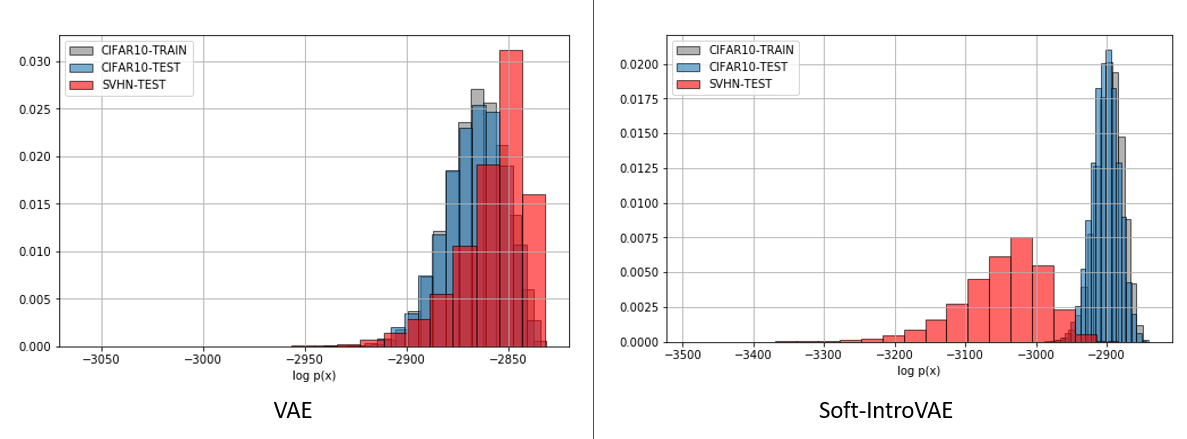 CIFAR10-TRAIN
CIFAR10-TEST
SVHN-TEST
0.030
0.025
0.020
0.015
0.010
0.005
0.000
−3050 −3000 −2950 −2900 −2850
log p(x)
VAE
CIFAR10-TRAIN
CIFAR10-TEST
SVHN-TEST
0.0200
0.0175
0.0150
0.0125
0.0100
0.0075
0.0050
0.0025
0.0000
−3500 −3400 −3300 −3200 −3100 −3000 −2900
log p(x)
Soft-IntroVAE